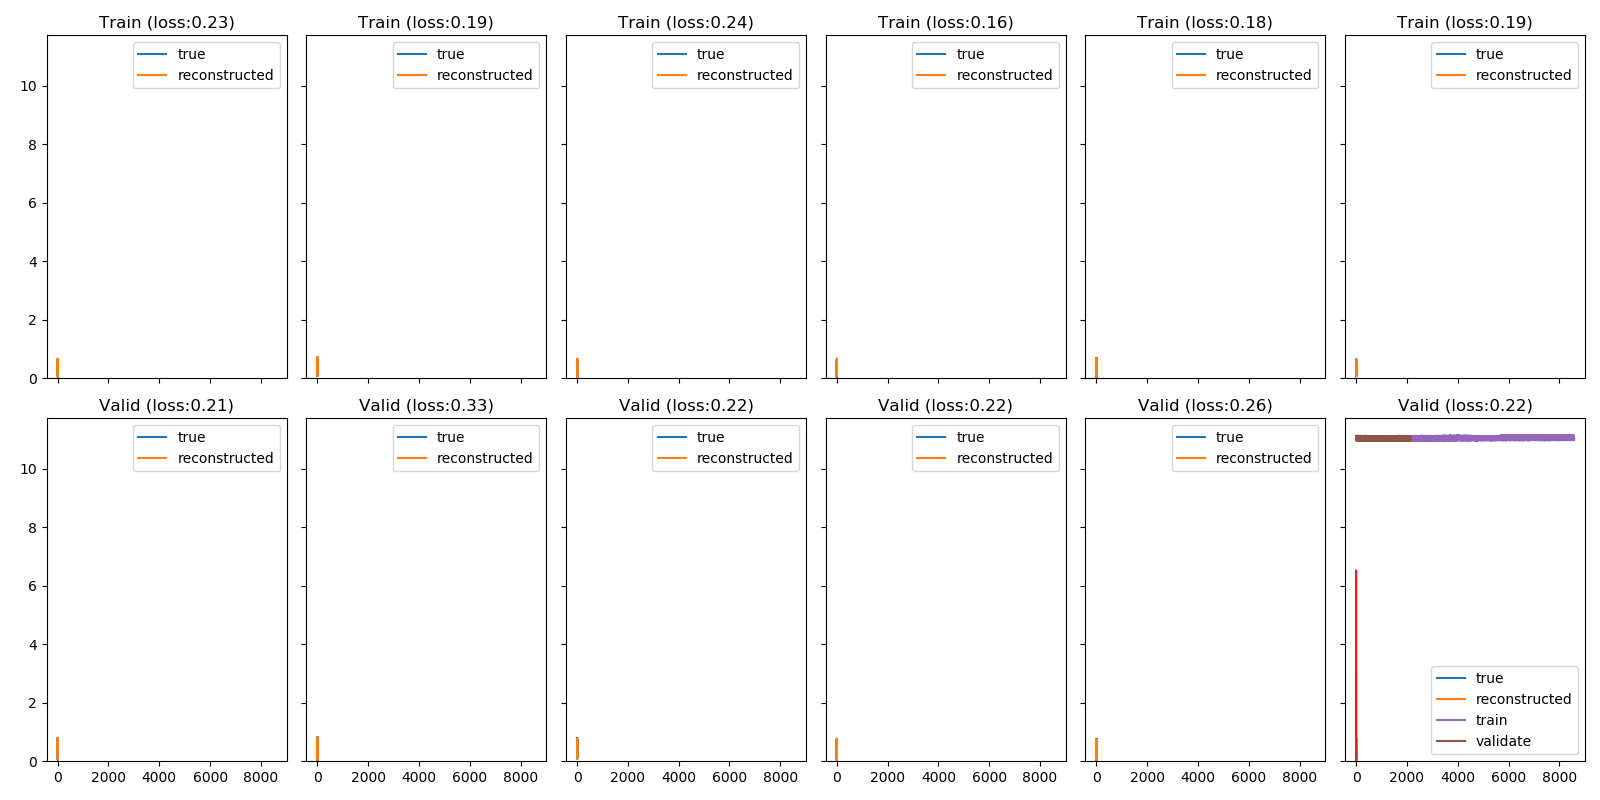 Train (loss:0.23)
Train (loss:0.19)
Train (loss:0.24)
Train (loss:0.16)
Train (loss:0.18)
Train (loss:0.19)
true
reconstructed
true
reconstructed
true
reconstructed
true
reconstructed
true
reconstructed
true
reconstructed
10
8
6
4
2
0
Valid (loss:0.21)
Valid (loss:0.33)
Valid (loss:0.22)
Valid (loss:0.22)
Valid (loss:0.26)
Valid (loss:0.22)
true
reconstructed
true
reconstructed
true
reconstructed
true
reconstructed
true
reconstructed
true
reconstructed
train
validate
10
8
6
4
2
0
0 2000 4000 6000 8000
0 2000 4000 6000 8000
0 2000 4000 6000 8000
0 2000 4000 6000 8000
0 2000 4000 6000 8000
0 2000 4000 6000 8000